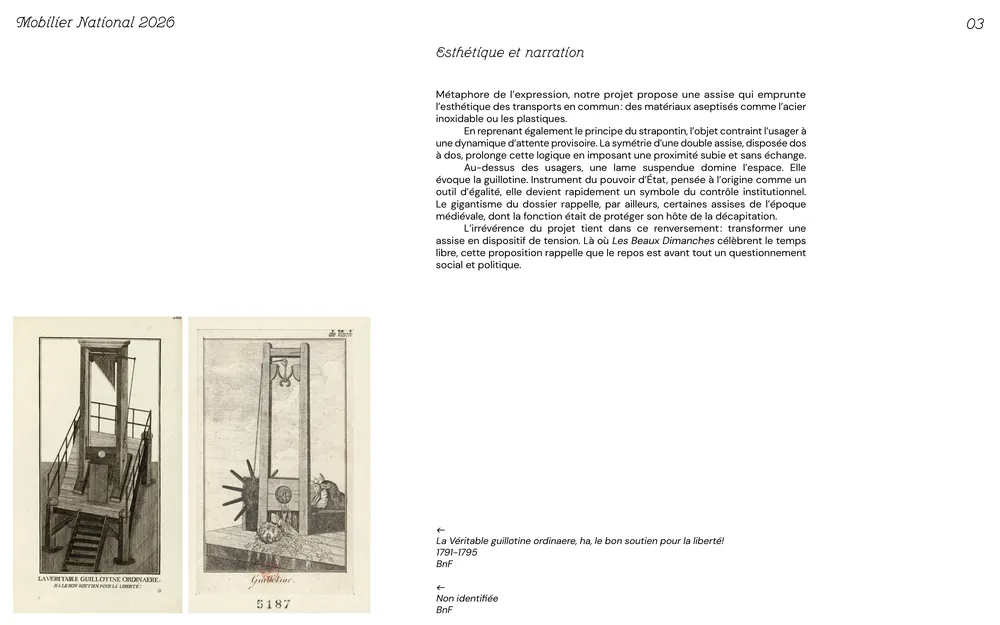 Mobilier National 2026
03
Esthétique et narration
Métaphore de l’expression, notre projet propose une assise qui emprunte
l’esthétique des transports en commun : des matériaux aseptisés comme l’acier
inoxidable ou les plastiques.
En reprenant également le principe du strapontin, l’objet contraint l’usager à
une dynamique d’attente provisoire. La symétrie d’une double assise, disposée dos
à dos, prolonge cette logique en imposant une proximité subie et sans échange.
Au-dessus des usagers, une lame suspendue domine l’espace. Elle
évoque la guillotine. Instrument du pouvoir d’État, pensée à l’origine comme un
outil d’égalité, elle devient rapidement un symbole du contrôle institutionnel.
Le gigantisme du dossier rappelle, par ailleurs, certaines assises de l’époque
médiévale, dont la fonction était de protéger son hôte de la décapitation.
L’irrévérence du projet tient dans ce renversement : transformer une
assise en dispositif de tension. Là où Les Beaux Dimanches célèbrent le temps
libre, cette proposition rappelle que le repos est avant tout un questionnement
social et politique.
LA VERITABLE GUILLOTINE ORDINAERE.
HA LE BON SOUTIEN POUR LA LIBERTÉ !
de Vinck
Guillotine.
5187
←
La Véritable guillotine ordinaere, ha, le bon soutien pour la liberté!
1791-1795
BnF
←
Non identifiée
BnF